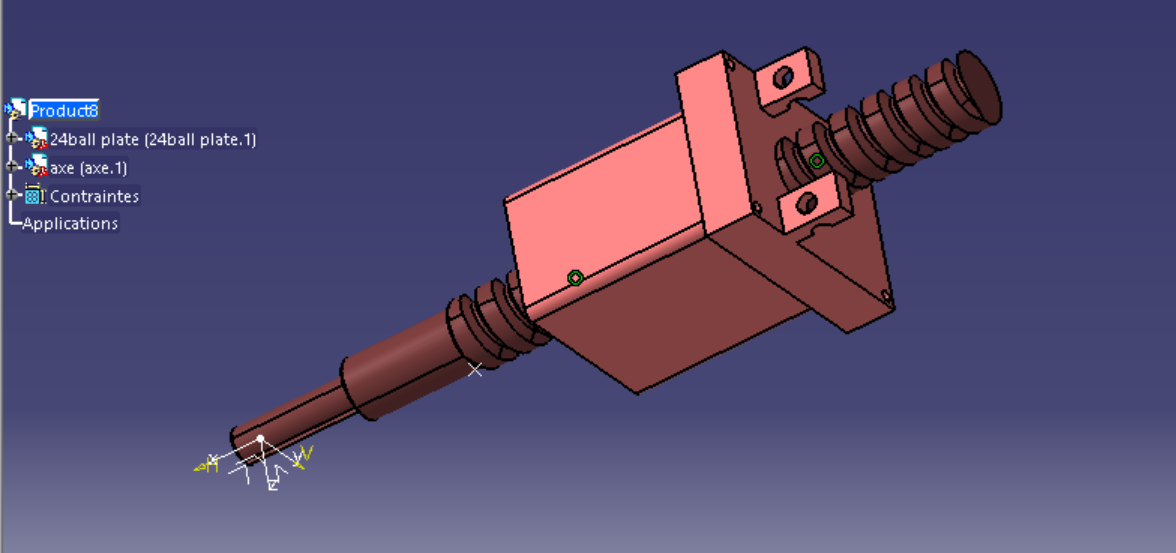 Product8
24ball plate (24ball plate.1)
axe (axe.1)
Contraintes
Applications
H
V